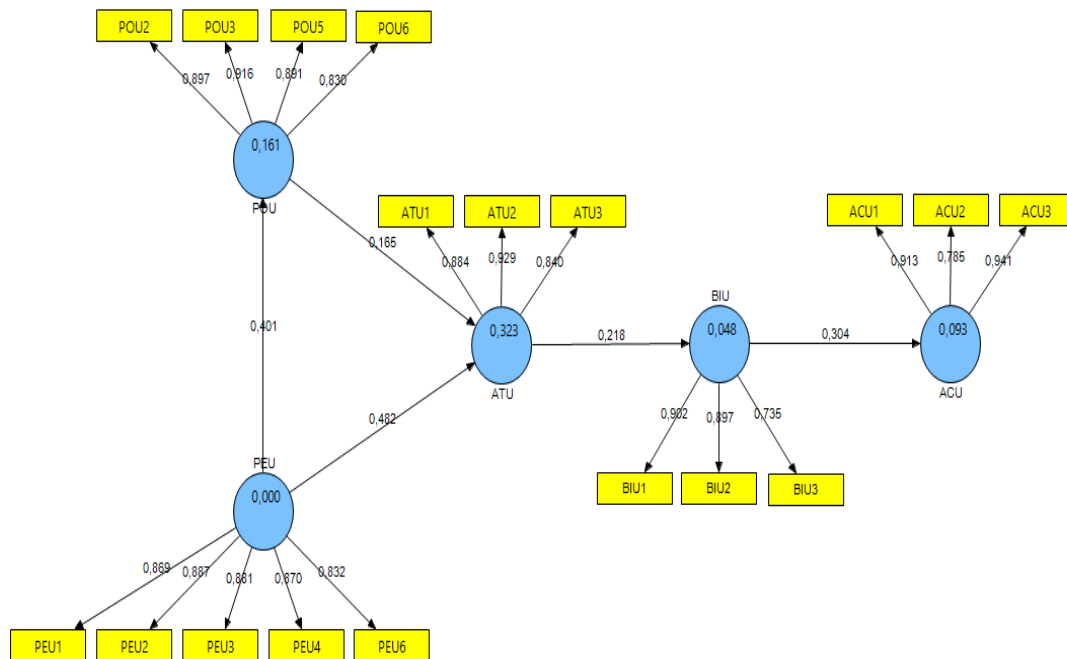 POU2
POU3
POU5
POU6
0,897
0,916
0,891
0,830
0,161
POU
ATU1
ATU2
ATU3
ACU1
ACU2
ACU3
0,165
0,884
0,929
0,840
0,913
0,785
0,941
BIU
0,401
0,323
0,218
0,048
0,304
0,093
ATU
ACU
0,482
0,902
0,897
0,735
PEU
BIU1
BIU2
BIU3
0,000
0,869
0,887
0,881
0,870
0,832
PEU1
PEU2
PEU3
PEU4
PEU6